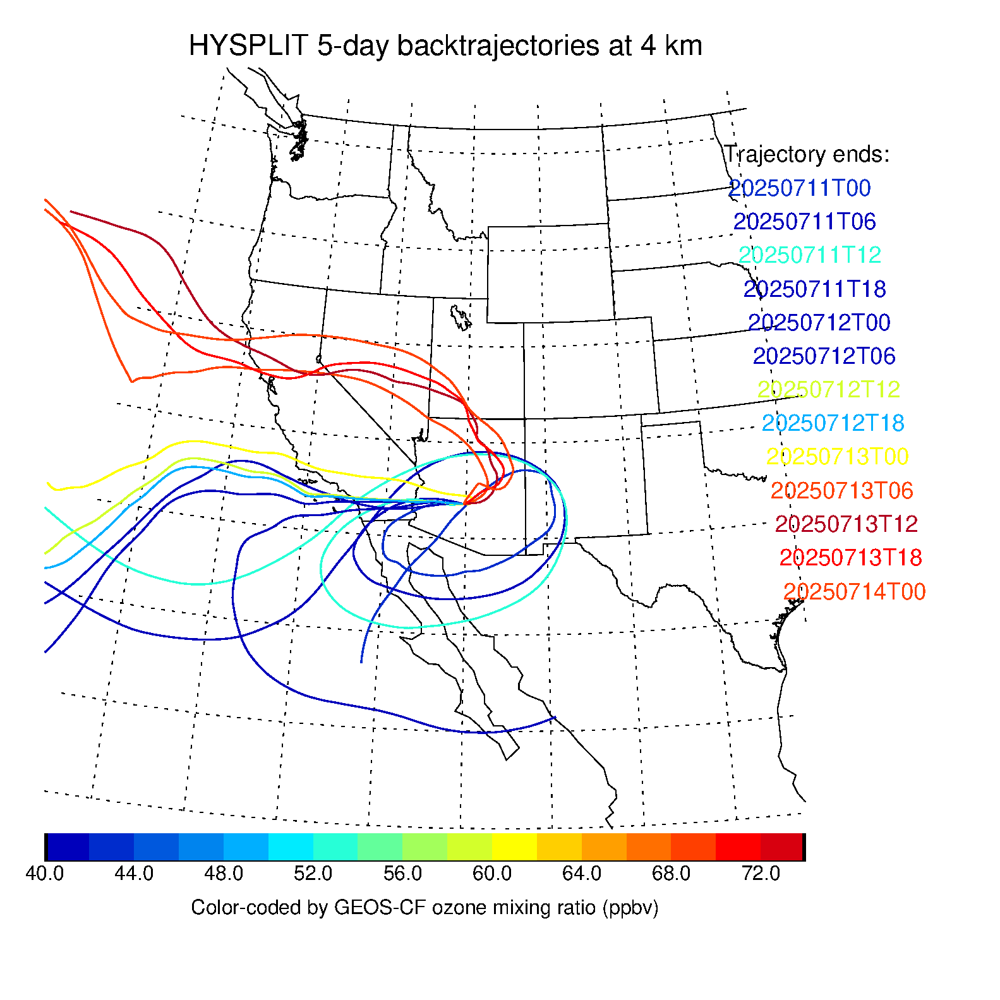 HYSPLIT 5-day backtrajectories at 4 km
Trajectory ends:
20250711T00
20250711T06
20250711T12
20250711T18
20250712T00
20250712T06
20250712T12
20250712T18
20250713T00
20250713T06
20250713T12
20250713T18
20250714T00
40.0 44.0 48.0 52.0 56.0 60.0 64.0 68.0 72.0
Color-coded by GEOS-CF ozone mixing ratio (ppbv)